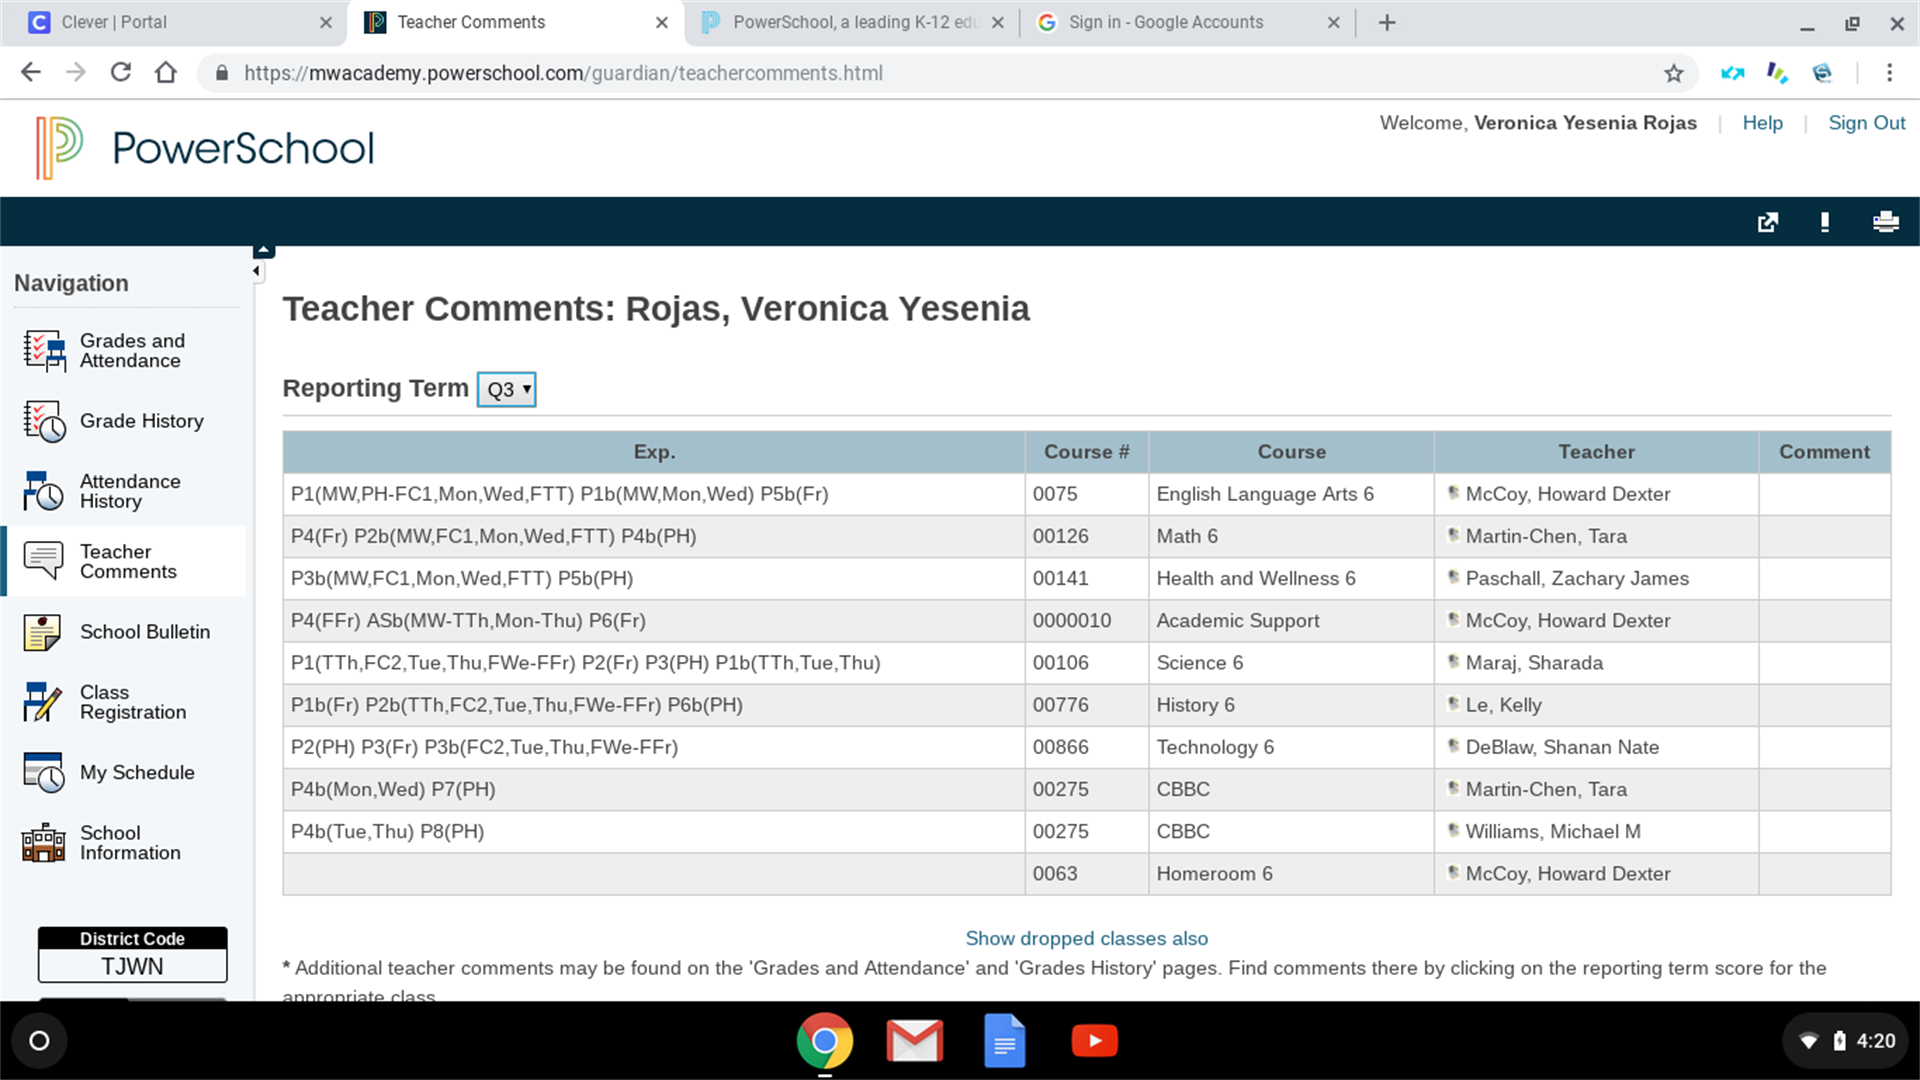 Clever | Portal
Teacher Comments
PowerSchool, a leading K-12 edu
Sign in - Google Accounts
https://mwacademy.powerschool.com/guardian/teachercomments.html
PowerSchool
Welcome, Veronica Yesenia Rojas | Help | Sign Out
Navigation
Grades and
Attendance
Grade History
Attendance
History
Teacher
Comments
School Bulletin
Class
Registration
My Schedule
School
Information
District Code
TJWN
Teacher Comments: Rojas, Veronica Yesenia
Reporting Term Q3
Exp. Course # Course Teacher Comment
P1(MW,PH-FC1,Mon,Wed,FTT) P1b(MW,Mon,Wed) P5b(Fr) 0075 English Language Arts 6 McCoy, Howard Dexter
P4(Fr) P2b(MW,FC1,Mon,Wed,FTT) P4b(PH) 00126 Math 6 Martin-Chen, Tara
P3b(MW,FC1,Mon,Wed,FTT) P5b(PH) 00141 Health and Wellness 6 Paschall, Zachary James
P4(FFr) ASb(MW-TTh,Mon-Thu) P6(Fr) 0000010 Academic Support McCoy, Howard Dexter
P1(TTh,FC2,Tue,Thu,FWe-FFr) P2(Fr) P3(PH) P1b(TTh,Tue,Thu) 00106 Science 6 Maraj, Sharada
P1b(Fr) P2b(TTh,FC2,Tue,Thu,FWe-FFr) P6b(PH) 00776 History 6 Le, Kelly
P2(PH) P3(Fr) P3b(FC2,Tue,Thu,FWe-FFr) 00866 Technology 6 DeBlaw, Shanan Nate
P4b(Mon,Wed) P7(PH) 00275 CBBC Martin-Chen, Tara
P4b(Tue,Thu) P8(PH) 00275 CBBC Williams, Michael M
0063 Homeroom 6 McCoy, Howard Dexter
Show dropped classes also
* Additional teacher comments may be found on the 'Grades and Attendance' and 'Grades History' pages. Find comments there by clicking on the reporting term score for the
appropriate class
4:20